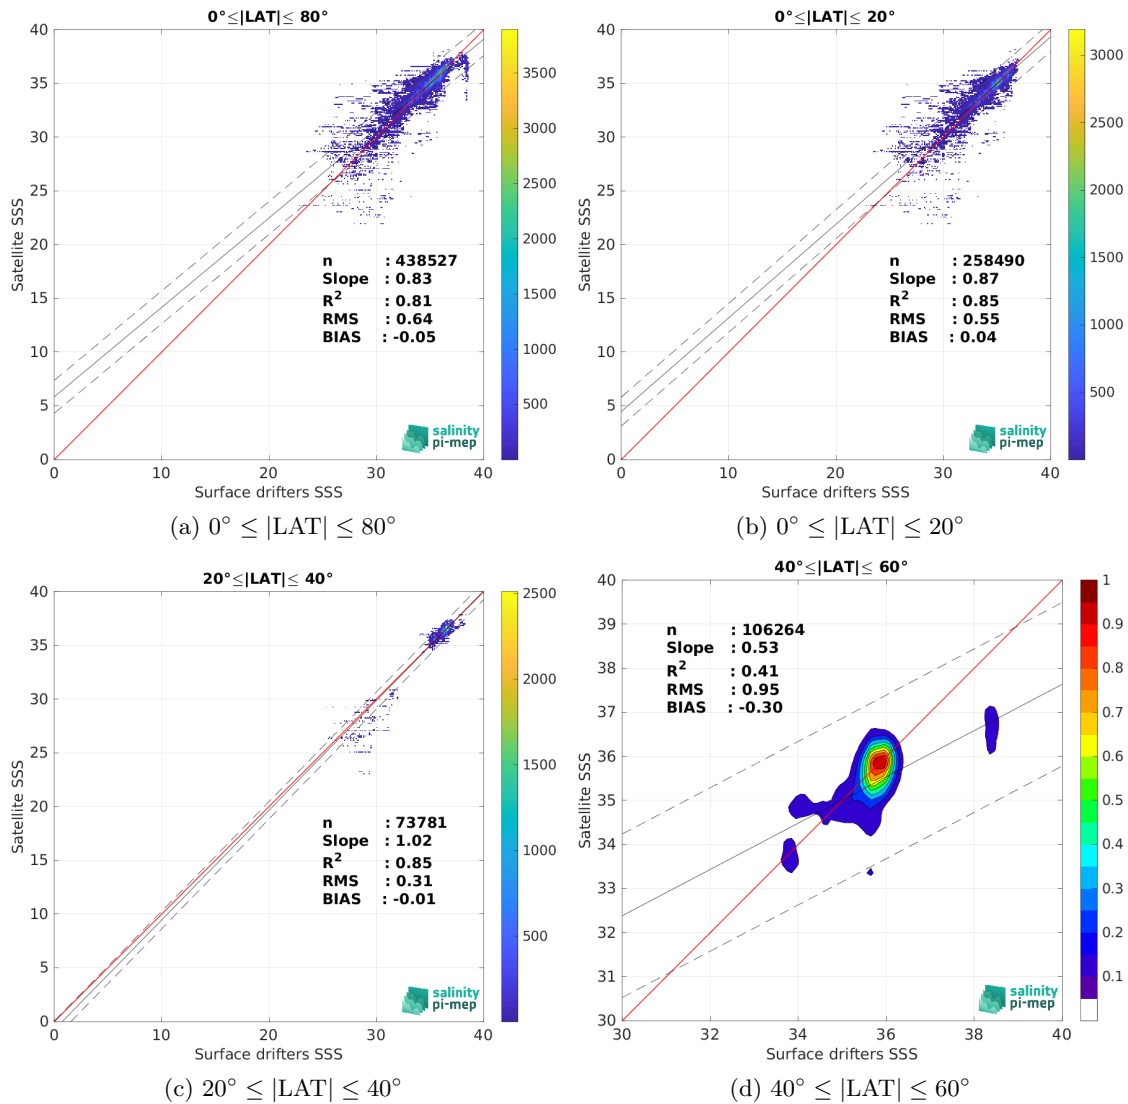 0°≤|LAT|≤ 80°
40
35
30
25
20
15
10
5
0
0
10
20
30
40
Satellite SSS
Surface drifters SSS
n : 438527
Slope : 0.83
R² : 0.81
RMS : 0.64
BIAS : -0.05
3500
3000
2500
2000
1500
1000
500
salinity
pi-mep
(a) 0° ≤ |LAT| ≤ 80°
0°≤|LAT|≤ 20°
40
35
30
25
20
15
10
5
0
0
10
20
30
40
Satellite SSS
Surface drifters SSS
n : 258490
Slope : 0.87
R² : 0.85
RMS : 0.55
BIAS : 0.04
3000
2500
2000
1500
1000
500
salinity
pi-mep
(b) 0° ≤ |LAT| ≤ 20°
20°≤|LAT|≤ 40°
40
35
30
25
20
15
10
5
0
0
10
20
30
40
Satellite SSS
Surface drifters SSS
n : 73781
Slope : 1.02
R² : 0.85
RMS : 0.31
BIAS : -0.01
2500
2000
1500
1000
500
salinity
pi-mep
(c) 20° ≤ |LAT| ≤ 40°
40°≤|LAT|≤ 60°
40
39
38
37
36
35
34
33
32
31
30
30
32
34
36
38
40
Satellite SSS
Surface drifters SSS
n : 106264
Slope : 0.53
R² : 0.41
RMS : 0.95
BIAS : -0.30
1
0.9
0.8
0.7
0.6
0.5
0.4
0.3
0.2
0.1
salinity
pi-mep
(d) 40° ≤ |LAT| ≤ 60°